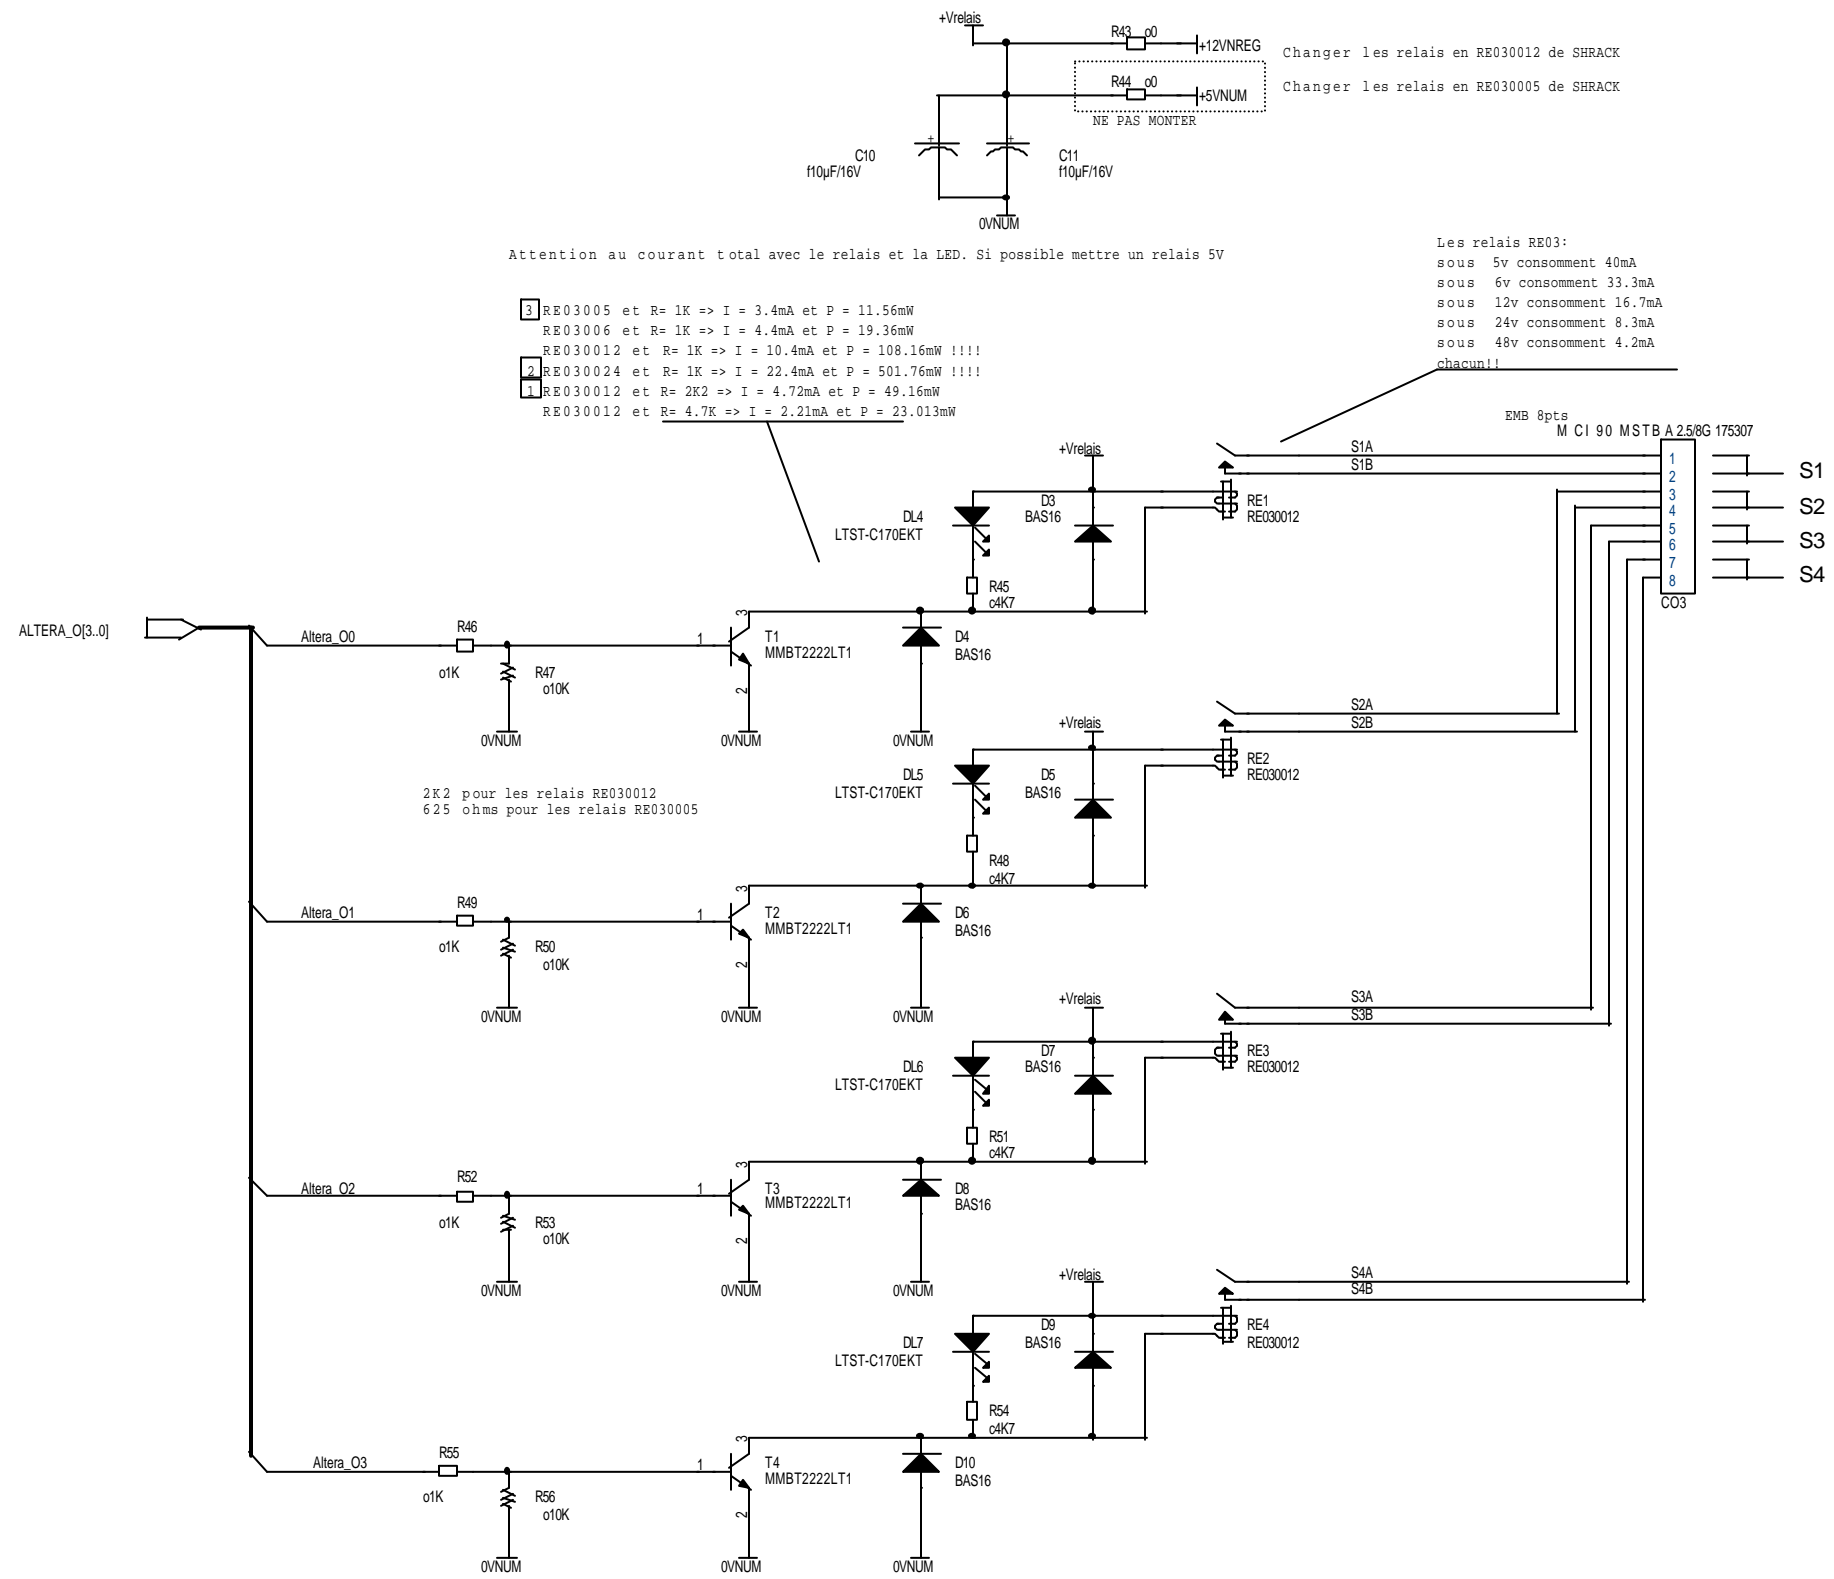 +Vrelais
R43 o0
+12VNREG
Changer les relais en RE030012 de SHRACK
R44 o0
+5VNUM
Changer les relais en RE030005 de SHRACK
NE PAS MONTER
+
+
C10
f10µF/16V
C11
f10µF/16V
0VNUM
Attention au courant total avec le relais et la LED. Si possible mettre un relais 5V
Les relais RE03:
sous 5v consomment 40mA
sous 6v consomment 33.3mA
sous 12v consomment 16.7mA
sous 24v consomment 8.3mA
sous 48v consomment 4.2mA
chacun!!
3 RE03005 et R= 1K => I = 3.4mA et P = 11.56mW
RE03006 et R= 1K => I = 4.4mA et P = 19.36mW
RE030012 et R= 1K => I = 10.4mA et P = 108.16mW !!!!
2 RE030024 et R= 1K => I = 22.4mA et P = 501.76mW !!!!
1 RE030012 et R= 2K2 => I = 4.72mA et P = 49.16mW
RE030012 et R= 4.7K => I = 2.21mA et P = 23.013mW
EMB 8pts
M CI 90 MSTB A 2.5/8G 175307
1
2
3
4
5
6
7
8
CO3
S1
S2
S3
S4
+Vrelais
S1A
S1B
DL4
LTST-C170EKT
D3
BAS16
RE1
RE030012
R45
c4K7
ALTERA_O[3..0]
Altera_O0
R46
o1K
R47
o10K
1
3
2
T1
MMBT2222LT1
D4
BAS16
0VNUM
0VNUM
0VNUM
2K2 pour les relais RE030012
625 ohms pour les relais RE030005
+Vrelais
S2A
S2B
DL5
LTST-C170EKT
D5
BAS16
RE2
RE030012
R48
c4K7
Altera_O1
R49
o1K
R50
o10K
1
3
2
T2
MMBT2222LT1
D6
BAS16
0VNUM
0VNUM
0VNUM
+Vrelais
S3A
S3B
DL6
LTST-C170EKT
D7
BAS16
RE3
RE030012
R51
c4K7
Altera_O2
R52
o1K
R53
o10K
1
3
2
T3
MMBT2222LT1
D8
BAS16
0VNUM
0VNUM
0VNUM
+Vrelais
S4A
S4B
DL7
LTST-C170EKT
D9
BAS16
RE4
RE030012
R54
c4K7
Altera_O3
R55
o1K
R56
o10K
1
3
2
T4
MMBT2222LT1
D10
BAS16
0VNUM
0VNUM
0VNUM